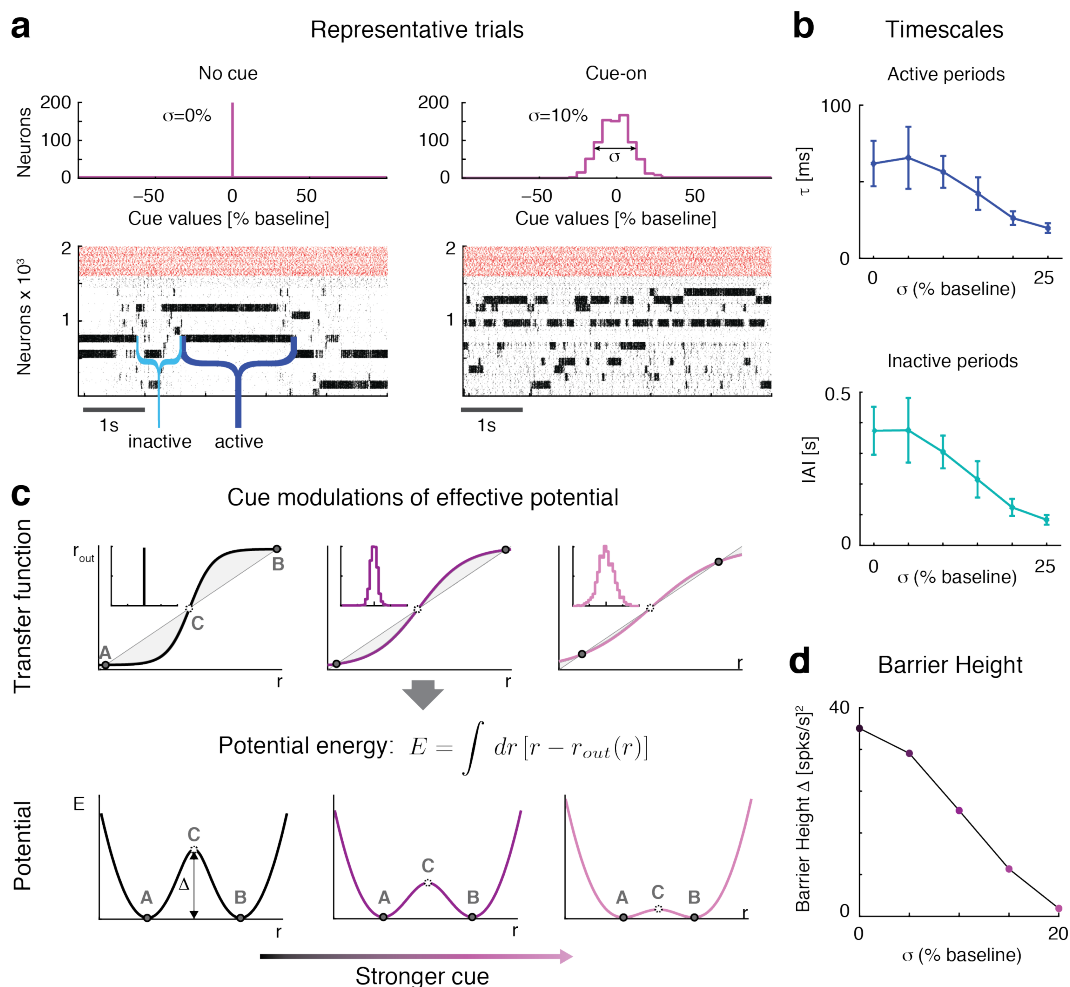 a
Representative trials
No cue
Cue-on
Neurons
200
100
0
σ=0%
−50
0
50
Cue values [% baseline]
200
100
0
σ=10%
σ
−50
0
50
Cue values [% baseline]
Neurons x 10³
2
1
1s
inactive
active
2
1
1s
b
Timescales
Active periods
τ [ms]
100
0
0
25
σ (% baseline)
Inactive periods
IAI [s]
0.5
0
0
25
σ (% baseline)
c
Cue modulations of effective potential
Transfer function
r_out
A
B
C
r
r
r
Potential energy: E = ∫ dr [r − r_out(r)]
Potential
E
A
C
B
Δ
r
A
C
B
r
A
C
B
r
Stronger cue
d
Barrier Height
Barrier Height Δ [spks/s]²
40
0
0
20
σ (% baseline)